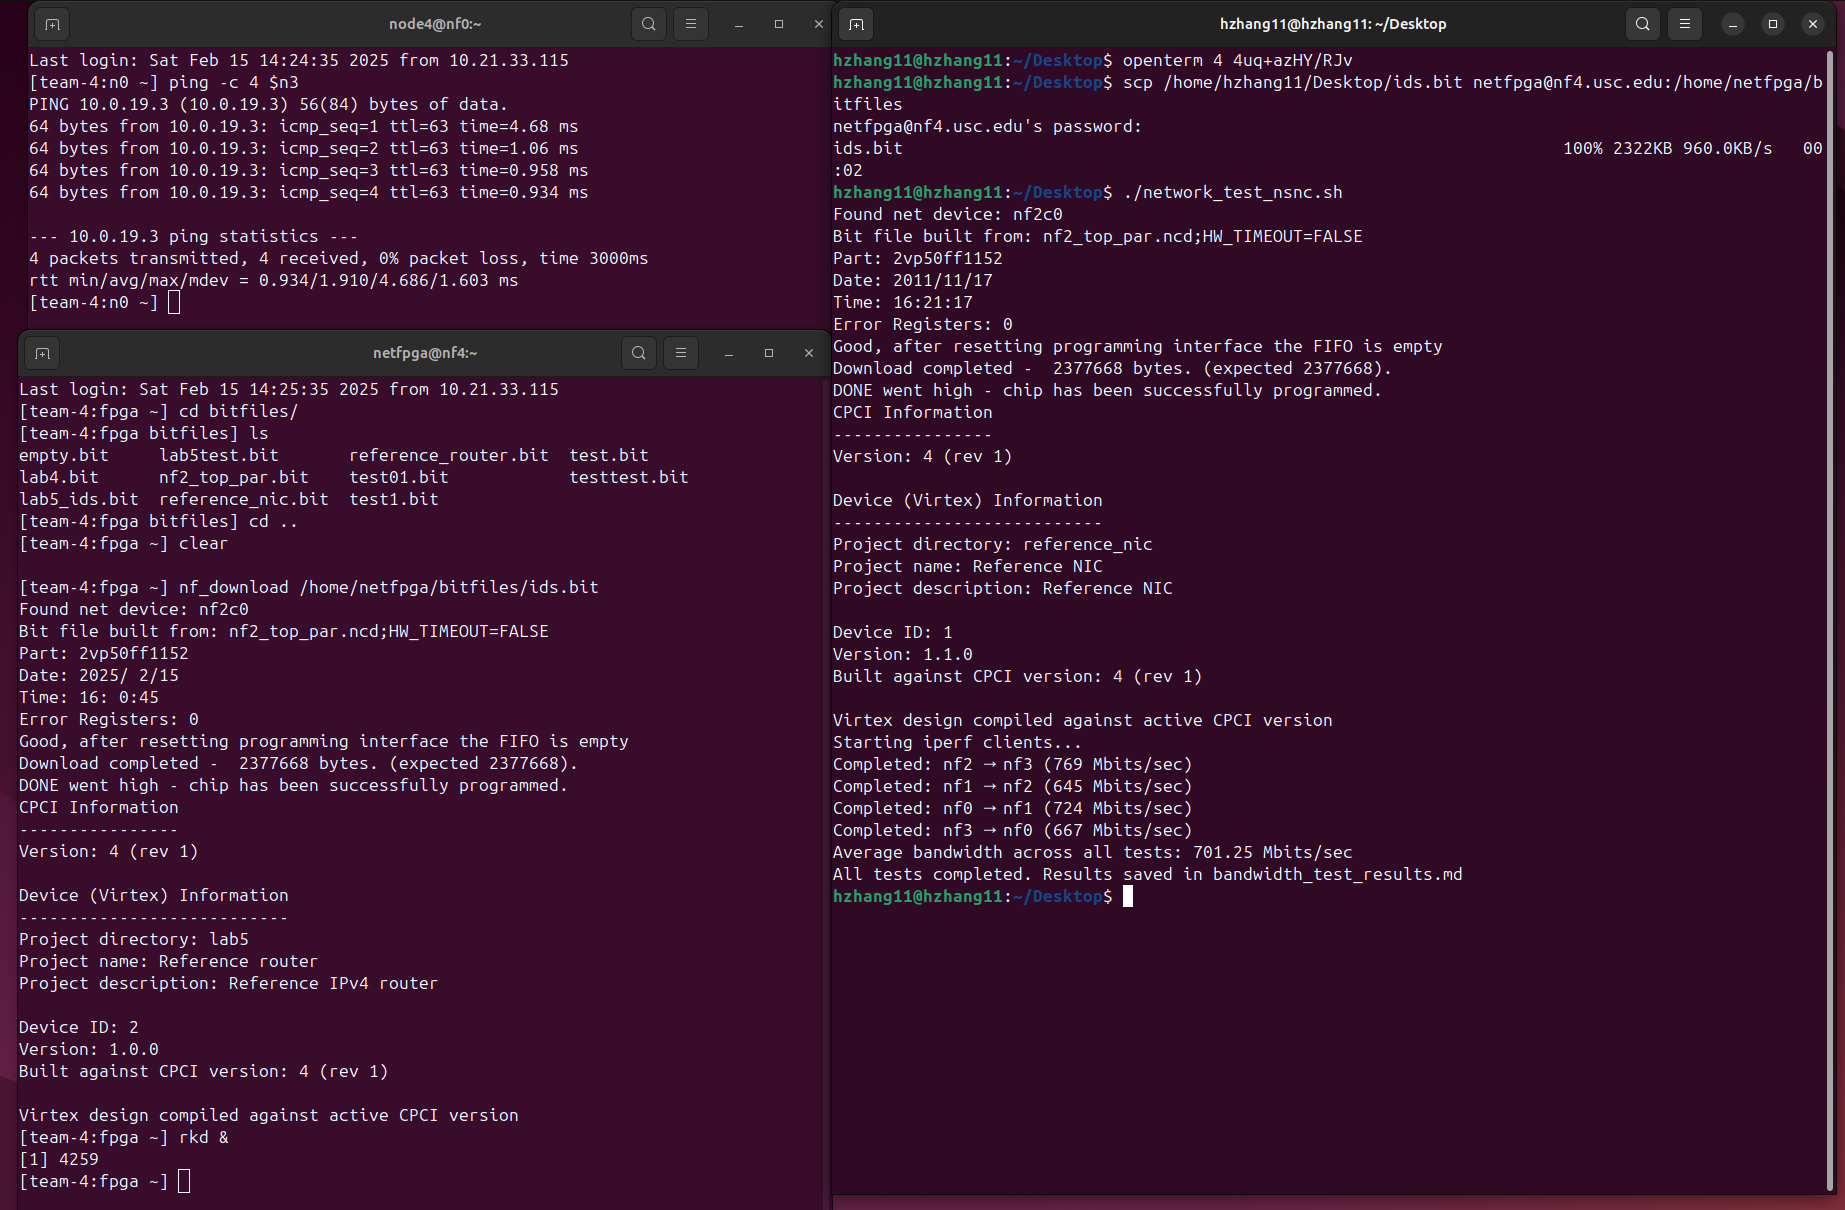 node4@nf0:~
Last login: Sat Feb 15 14:24:35 2025 from 10.21.33.115
[team-4:n0 ~] ping -c 4 $n3
PING 10.0.19.3 (10.0.19.3) 56(84) bytes of data.
64 bytes from 10.0.19.3: icmp_seq=1 ttl=63 time=4.68 ms
64 bytes from 10.0.19.3: icmp_seq=2 ttl=63 time=1.06 ms
64 bytes from 10.0.19.3: icmp_seq=3 ttl=63 time=0.958 ms
64 bytes from 10.0.19.3: icmp_seq=4 ttl=63 time=0.934 ms
--- 10.0.19.3 ping statistics ---
4 packets transmitted, 4 received, 0% packet loss, time 3000ms
rtt min/avg/max/mdev = 0.934/1.910/4.686/1.603 ms
[team-4:n0 ~]
netfpga@nf4:~
Last login: Sat Feb 15 14:25:35 2025 from 10.21.33.115
[team-4:fpga ~] cd bitfiles/
[team-4:fpga bitfiles] ls
empty.bit     lab5test.bit       reference_router.bit  test.bit
lab4.bit      nf2_top_par.bit    test01.bit            testtest.bit
lab5_ids.bit  reference_nic.bit  test1.bit
[team-4:fpga bitfiles] cd ..
[team-4:fpga ~] clear
[team-4:fpga ~] nf_download /home/netfpga/bitfiles/ids.bit
Found net device: nf2c0
Bit file built from: nf2_top_par.ncd;HW_TIMEOUT=FALSE
Part: 2vp50ff1152
Date: 2025/ 2/15
Time: 16: 0:45
Error Registers: 0
Good, after resetting programming interface the FIFO is empty
Download completed -  2377668 bytes. (expected 2377668).
DONE went high - chip has been successfully programmed.
CPCI Information
----------------
Version: 4 (rev 1)
Device (Virtex) Information
---------------------------
Project directory: lab5
Project name: Reference router
Project description: Reference IPv4 router
Device ID: 2
Version: 1.0.0
Built against CPCI version: 4 (rev 1)
Virtex design compiled against active CPCI version
[team-4:fpga ~] rkd &
[1] 4259
[team-4:fpga ~]
hzhang11@hzhang11: ~/Desktop
hzhang11@hzhang11:~/Desktop$ openterm 4 4uq+azHY/RJv
hzhang11@hzhang11:~/Desktop$ scp /home/hzhang11/Desktop/ids.bit netfpga@nf4.usc.edu:/home/netfpga/b
itfiles
netfpga@nf4.usc.edu's password:
ids.bit                                                                  100% 2322KB 960.0KB/s   00
:02
hzhang11@hzhang11:~/Desktop$ ./network_test_nsnc.sh
Found net device: nf2c0
Bit file built from: nf2_top_par.ncd;HW_TIMEOUT=FALSE
Part: 2vp50ff1152
Date: 2011/11/17
Time: 16:21:17
Error Registers: 0
Good, after resetting programming interface the FIFO is empty
Download completed -  2377668 bytes. (expected 2377668).
DONE went high - chip has been successfully programmed.
CPCI Information
----------------
Version: 4 (rev 1)
Device (Virtex) Information
---------------------------
Project directory: reference_nic
Project name: Reference NIC
Project description: Reference NIC
Device ID: 1
Version: 1.1.0
Built against CPCI version: 4 (rev 1)
Virtex design compiled against active CPCI version
Starting iperf clients...
Completed: nf2 → nf3 (769 Mbits/sec)
Completed: nf1 → nf2 (645 Mbits/sec)
Completed: nf0 → nf1 (724 Mbits/sec)
Completed: nf3 → nf0 (667 Mbits/sec)
Average bandwidth across all tests: 701.25 Mbits/sec
All tests completed. Results saved in bandwidth_test_results.md
hzhang11@hzhang11:~/Desktop$